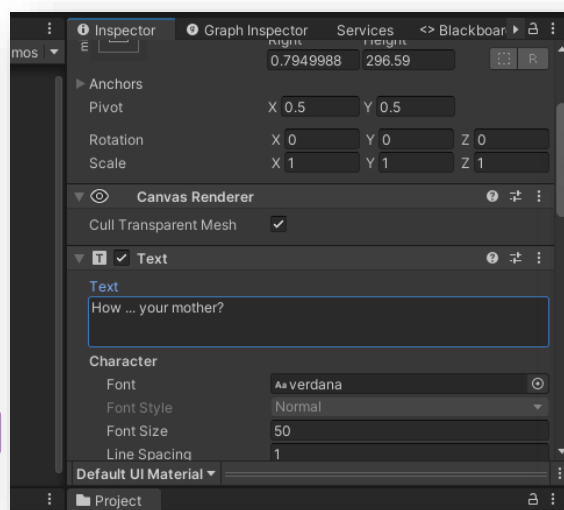 Inspector Graph Inspector Services <> Blackboar
mos
Right Height
0.7949988 296.59 R
Anchors
Pivot X 0.5 Y 0.5
Rotation X 0 Y 0 Z 0
Scale X 1 Y 1 Z 1
Canvas Renderer
Cull Transparent Mesh
T Text
Text
How ... your mother?
Character
Font Aa verdana
Font Style Normal
Font Size 50
Line Spacing 1
Default UI Material
Project